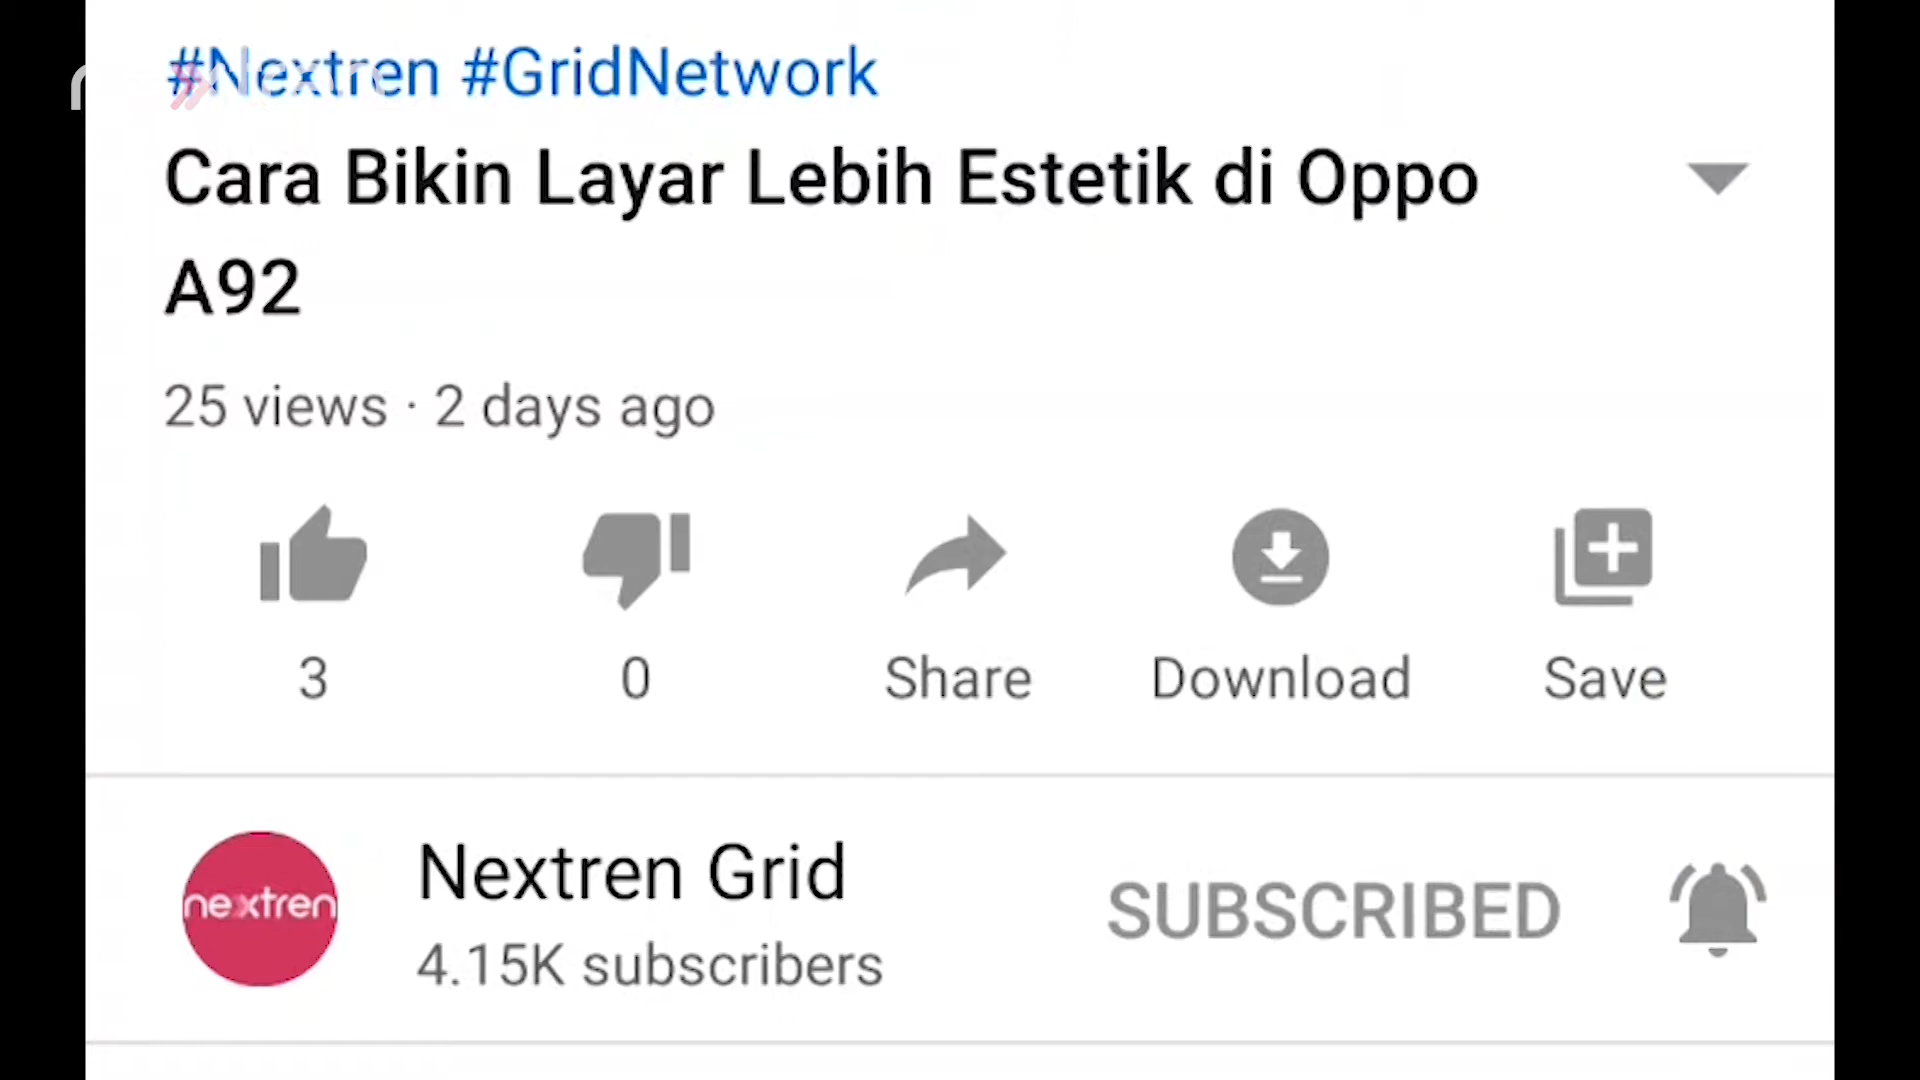 #Nextren #GridNetwork
Cara Bikin Layar Lebih Estetik di Oppo
A92
25 views · 2 days ago
3
0
Share
Download
Save
nextren
Nextren Grid
4.15K subscribers
SUBSCRIBED